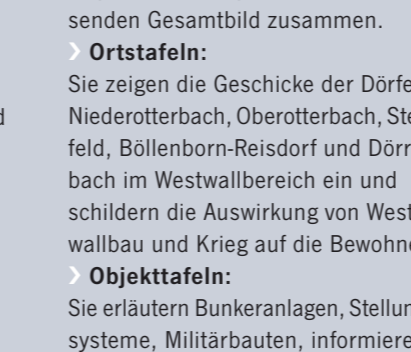 senden Gesamtbild zusammen.
Ortstafeln:
Sie zeigen die Geschicke der Dörfe
Niederotterbach, Oberotterbach, Ste
d
feld, Böllenborn-Reisdorf und Dörr
bach im Westwallbereich ein und
schildern die Auswirkung von West
wallbau und Krieg auf die Bewohne
Objekttafeln:
Sie erläutern Bunkeranlagen, Stellun
systeme, Militärbauten, informiere